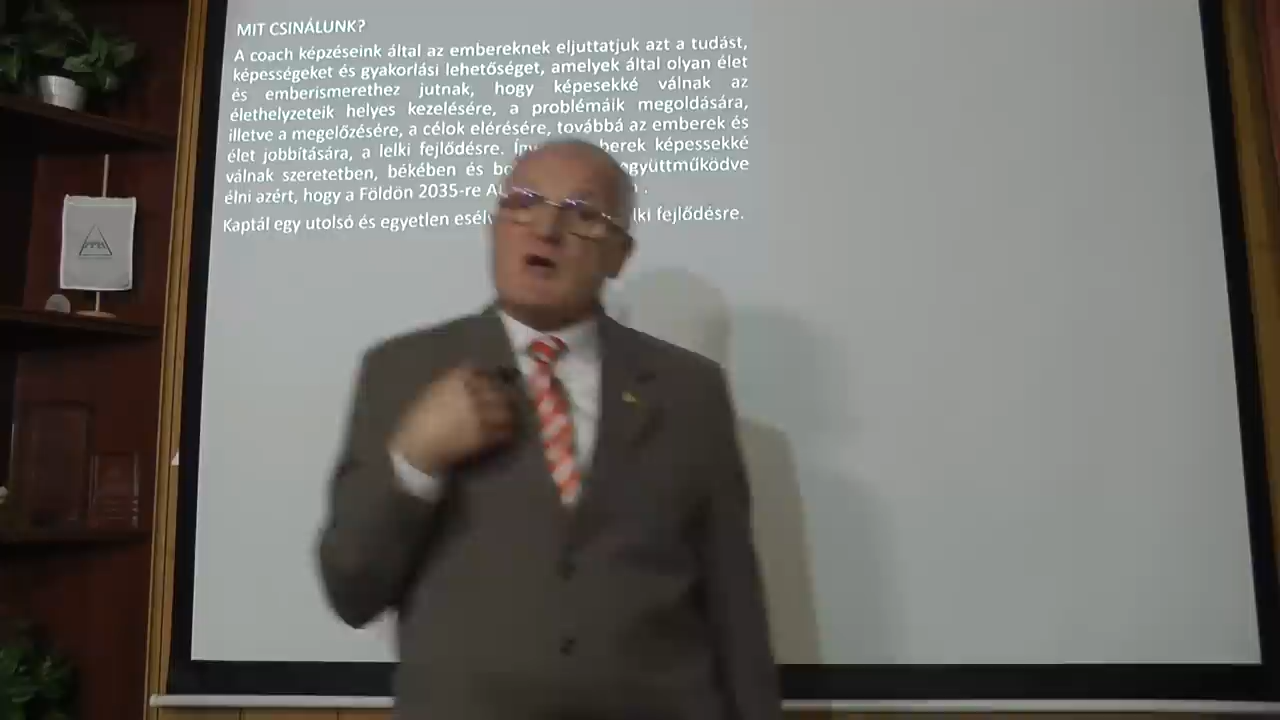 MIT CSINÁLUNK?
A coach képzéseink által az embereknek eljuttatjuk azt a tudást,
képességeket és gyakorlási lehetőséget, amelyek által olyan élet
és emberismerethez jutnak, hogy képesekké válnak az
élethelyzeteik helyes kezelésére, a problémáik megoldására,
illetve a megelőzésére, a célok elérésére, továbbá az emberek és
élet jobbítására, a lelki fejlődésre. képessekké
válnak szeretetben, békében és
élni azért, hogy a Földön 2035-re
Kaptál egy utolsó és egyetlen fejlődésre.